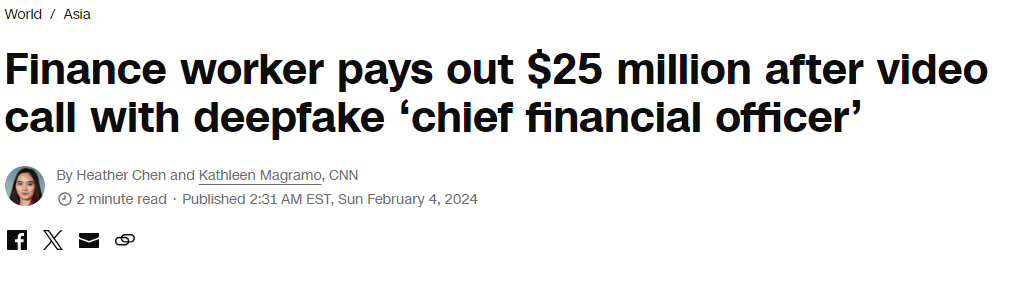 World / Asia
Finance worker pays out $25 million after video
call with deepfake ‘chief financial officer’
By Heather Chen and Kathleen Magramo, CNN
2 minute read · Published 2:31 AM EST, Sun February 4, 2024